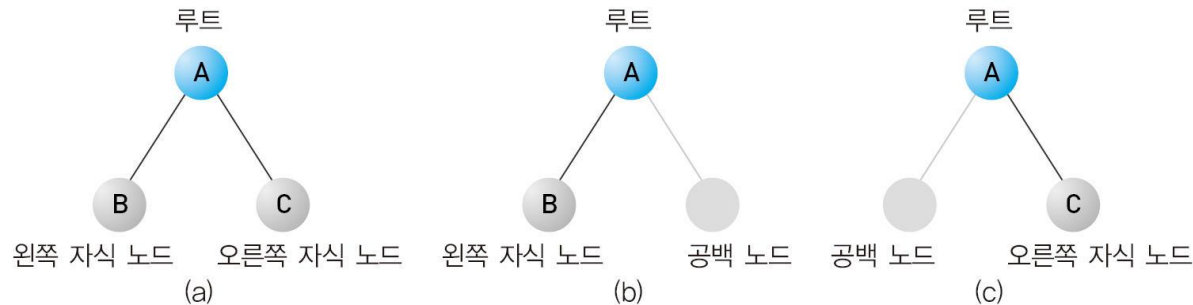 루트
A
B
C
왼쪽 자식 노드
오른쪽 자식 노드
(a)
루트
A
B
왼쪽 자식 노드
공백 노드
(b)
루트
A
C
공백 노드
오른쪽 자식 노드
(c)